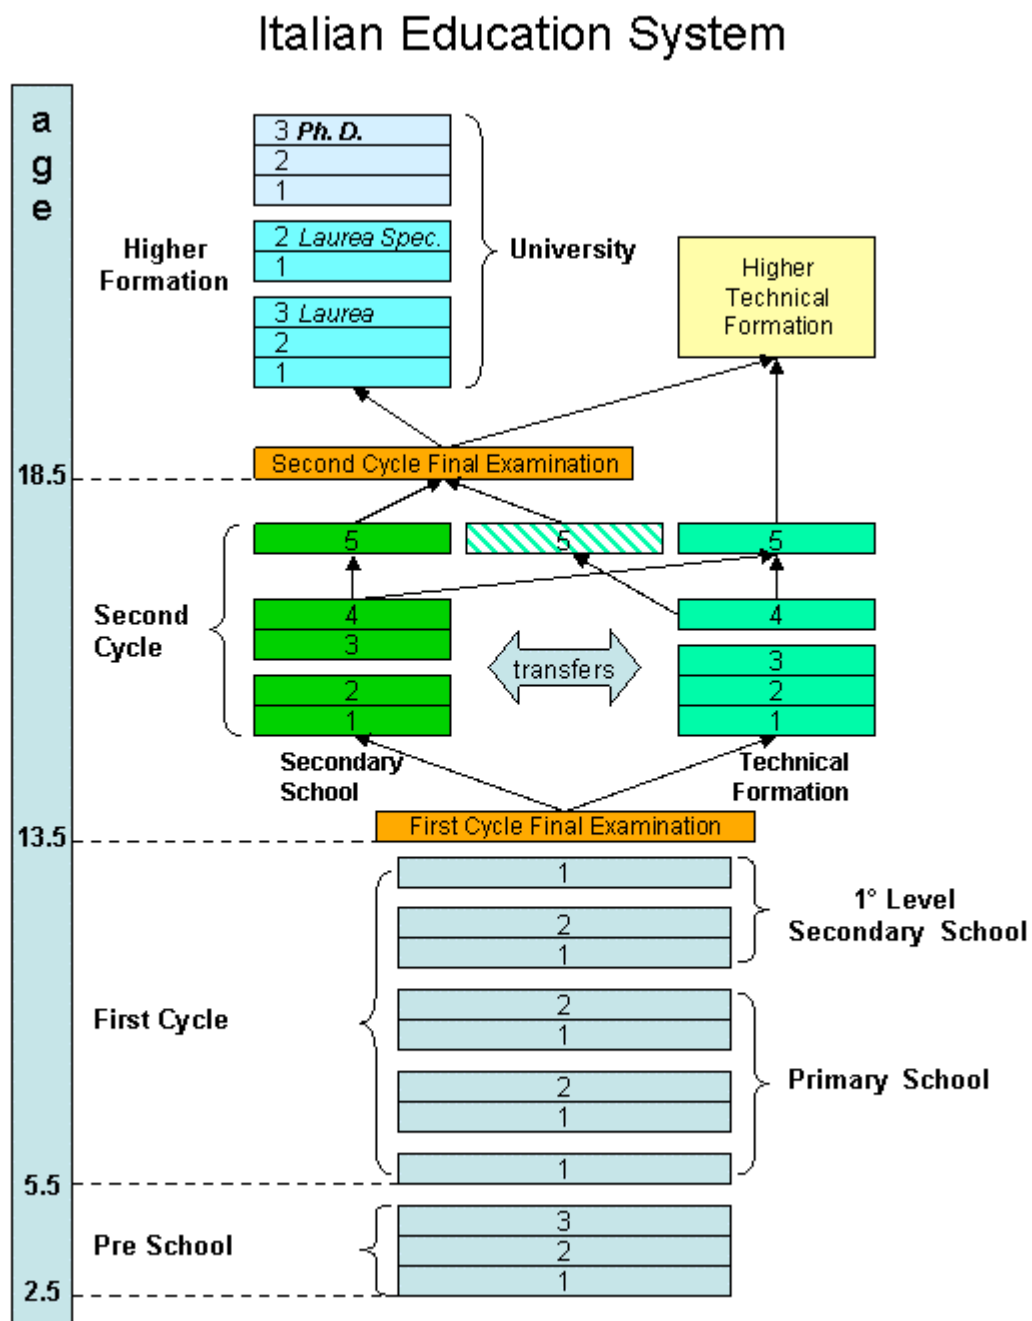 Italian Education System
a
g
e
3 Ph. D.
2
1
Higher
Formation
2 Laurea Spec.
1
University
3 Laurea
2
1
Higher
Technical
Formation
Second Cycle Final Examination
18.5
5
5
5
Second
Cycle
4
3
4
transfers
2
1
3
2
1
Secondary
School
Technical
Formation
First Cycle Final Examination
13.5
1
2
1
1° Level
Secondary School
First Cycle
2
1
2
1
1
Primary School
5.5
Pre School
3
2
1
2.5